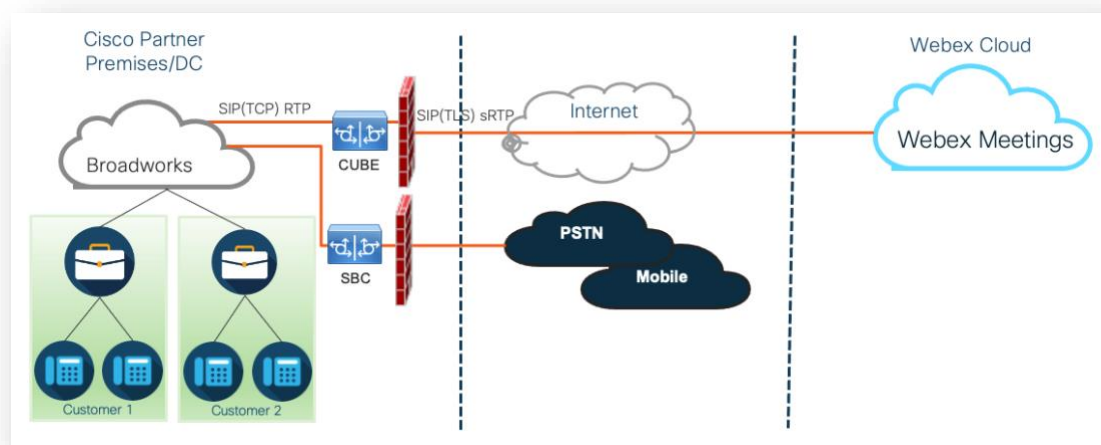 Cisco Partner
Premises/DC
Webex Cloud
SIP(TCP) RTP
SIP(TLS) sRTP
Internet
Webex Meetings
Broadworks
CUBE
PSTN
SBC
Mobile
Customer 1
Customer 2